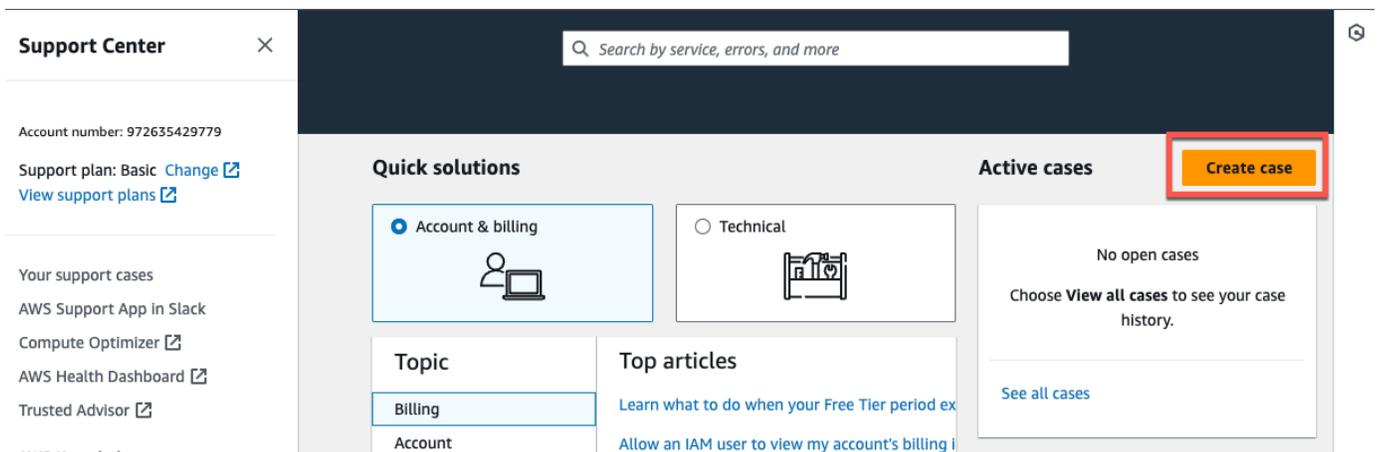 Support Center
Account number: 972635429779
Support plan: Basic Change
View support plans
Your support cases
AWS Support App in Slack
Compute Optimizer
AWS Health Dashboard
Trusted Advisor
Search by service, errors, and more
Quick solutions
Account & billing
Technical
Topic
Billing
Account
Top articles
Learn what to do when your Free Tier period ex
Allow an IAM user to view my account's billing i
Active cases
Create case
No open cases
Choose View all cases to see your case
history.
See all cases